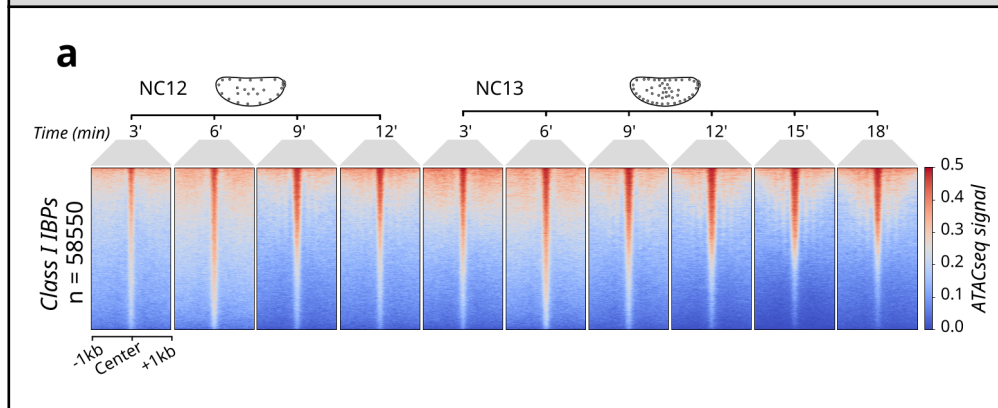 a
NC12
NC13
Time (min)
3' 6' 9' 12' 3' 6' 9' 12' 15' 18'
Class I IBPs
n = 58550
0.5
0.4
0.3
0.2
0.1
0.0
ATACseq signal
-1kb Center +1kb